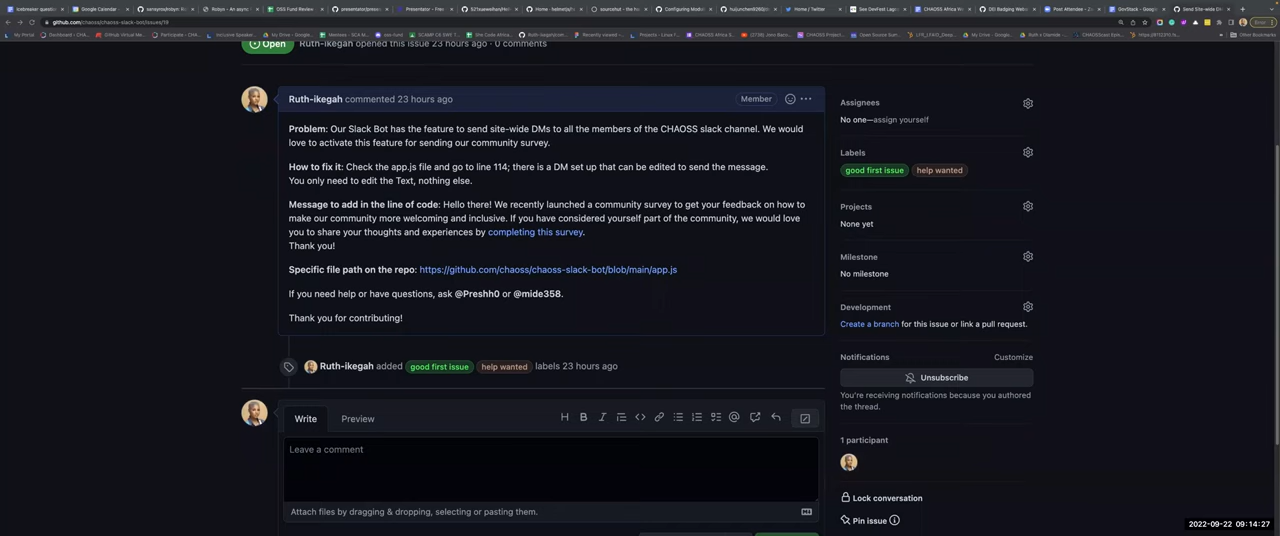 github.com/chaoss/chaoss-slack-bot/issues/19
Open
Ruth-ikegah opened this issue 23 hours ago · 0 comments
Ruth-ikegah commented 23 hours ago
Member
Problem: Our Slack Bot has the feature to send site-wide DMs to all the members of the CHAOSS slack channel. We would
love to activate this feature for sending our community survey.
How to fix it: Check the app.js file and go to line 114; there is a DM set up that can be edited to send the message.
You only need to edit the Text, nothing else.
Message to add in the line of code: Hello there! We recently launched a community survey to get your feedback on how to
make our community more welcoming and inclusive. If you have considered yourself part of the community, we would love
you to share your thoughts and experiences by completing this survey.
Thank you!
Specific file path on the repo: https://github.com/chaoss/chaoss-slack-bot/blob/main/app.js
If you need help or have questions, ask @Preshh0 or @mide358.
Thank you for contributing!
Ruth-ikegah added good first issue help wanted labels 23 hours ago
Write
Preview
Leave a comment
Attach files by dragging & dropping, selecting or pasting them.
Assignees
No one—assign yourself
Labels
good first issue
help wanted
Projects
None yet
Milestone
No milestone
Development
Create a branch for this issue or link a pull request.
Notifications
Customize
Unsubscribe
You're receiving notifications because you authored
the thread.
1 participant
Lock conversation
Pin issue
2022-09-22 09:14:27